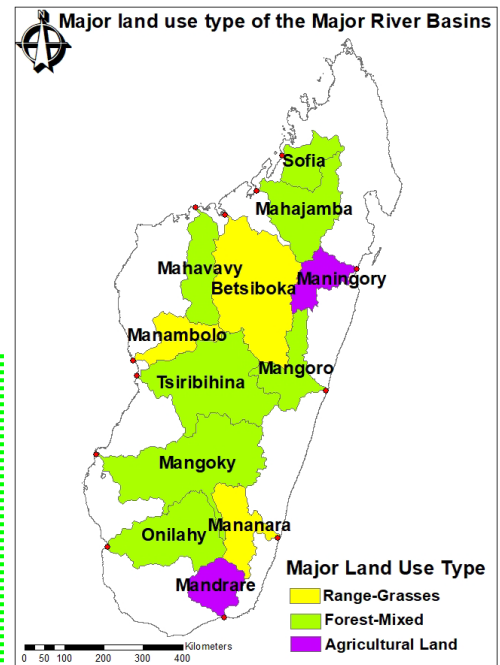 Major land use type of the Major River Basins
Sofia
Mahajamba
Mahavavy
Betsiboka
Maningory
Manambolo
Mangoro
Tsiribihina
Mangoky
Mananara
Onilahy
Mandrare
Major Land Use Type
Range-Grasses
Forest-Mixed
Agricultural Land
Kilometers
0 50 100 200 300 400